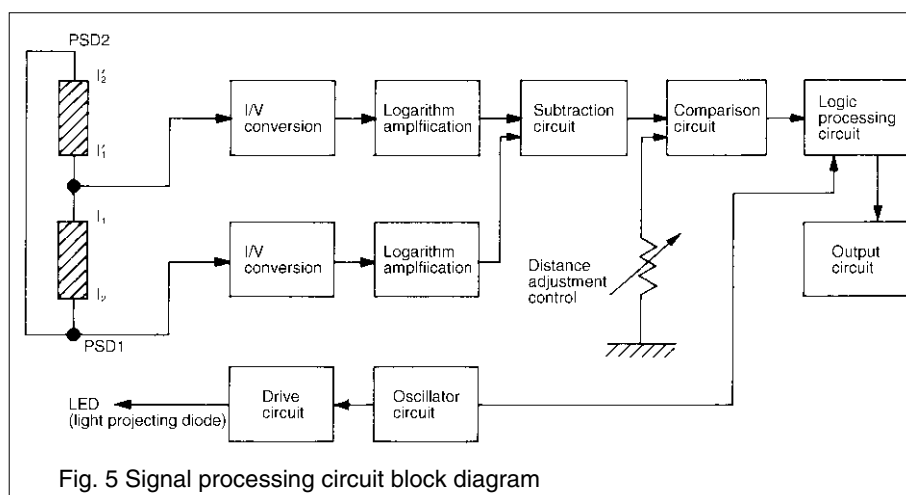 PSD2
I′2
I′1
I1
I2
PSD1
I/V
conversion
Logarithm
amplfiication
Subtraction
circuit
Comparison
circuit
Logic
processing
circuit
I/V
conversion
Logarithm
amplfiication
Distance
adjustment
control
Output
circuit
LED
(light projecting diode)
Drive
circuit
Oscillator
circuit
Fig. 5 Signal processing circuit block diagram